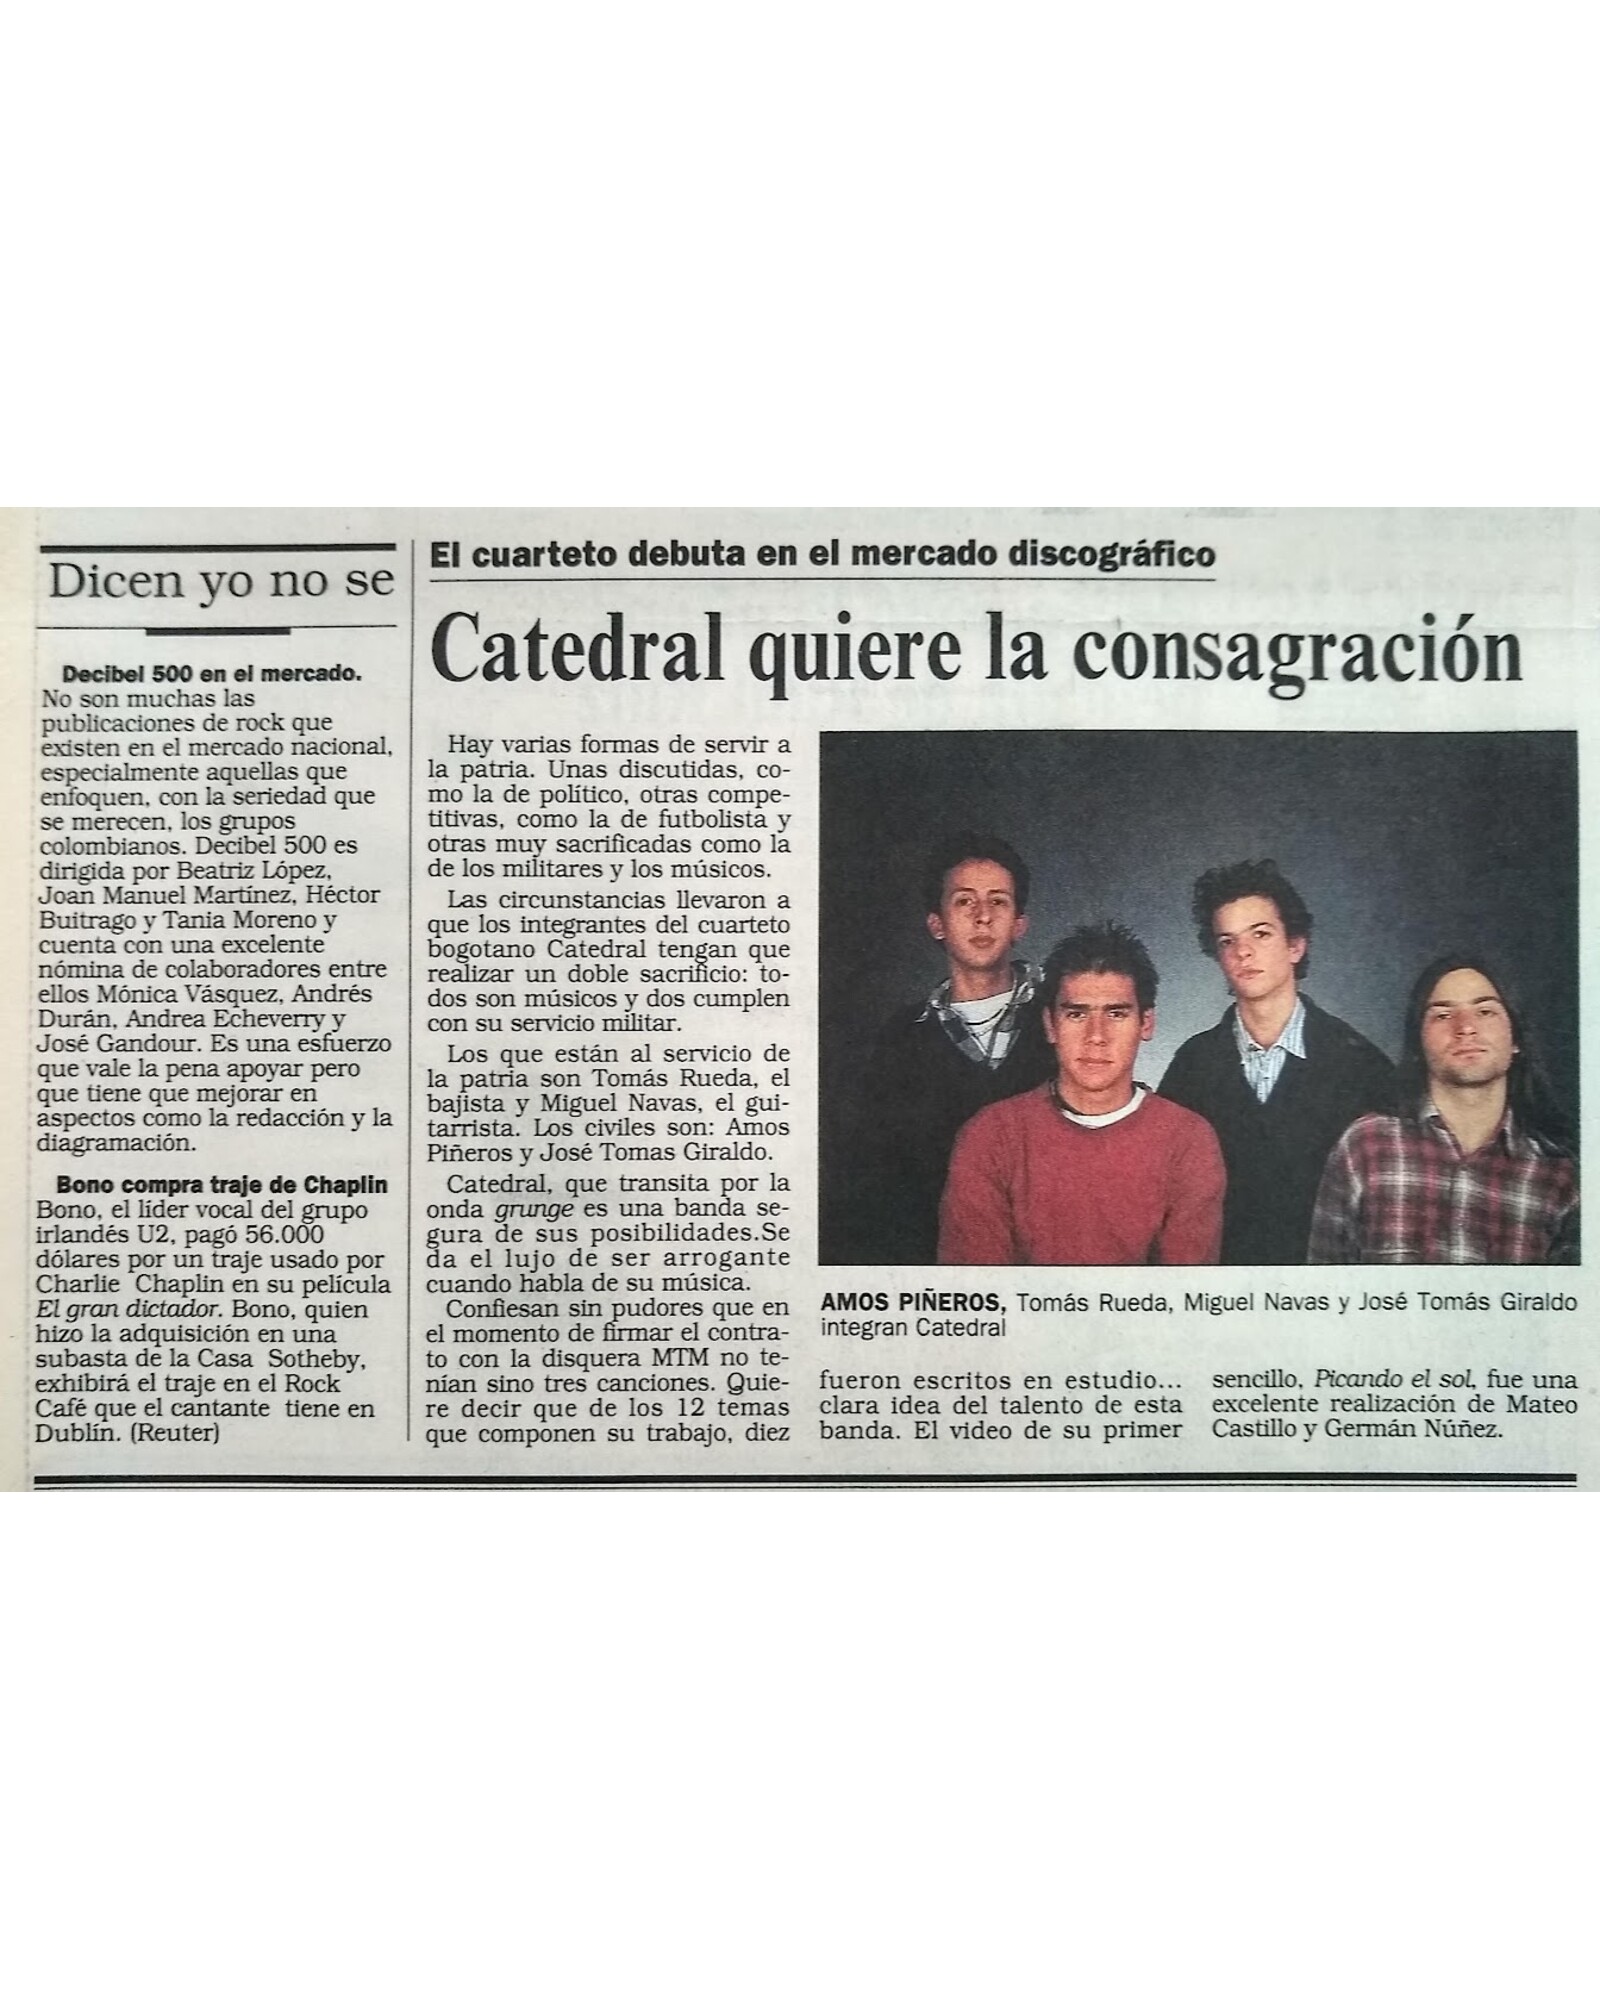 Dicen yo no se
Decibel 500 en el mercado.
No son muchas las
publicaciones de rock que
existen en el mercado nacional,
especialmente aquellas que
enfoquen, con la seriedad que
se merecen, los grupos
colombianos. Decibel 500 es
dirigida por Beatriz López,
Joan Manuel Martínez, Héctor
Buitrago y Tania Moreno y
cuenta con una excelente
nómina de colaboradores entre
ellos Mónica Vásquez, Andrés
Durán, Andrea Echeverry y
José Gandour. Es una esfuerzo
que vale la pena apoyar pero
que tiene que mejorar en
aspectos como la redacción y la
diagramación.
Bono compra traje de Chaplin
Bono, el líder vocal del grupo
irlandés U2, pagó 56.000
dólares por un traje usado por
Charlie Chaplin en su película
El gran dictador. Bono, quien
hizo la adquisición en una
subasta de la Casa Sotheby,
exhibirá el traje en el Rock
Café que el cantante tiene en
Dublín. (Reuter)
El cuarteto debuta en el mercado discográfico
Catedral quiere la consagración
Hay varias formas de servir a
la patria. Unas discutidas, co-
mo la de político, otras compe-
titivas, como la de futbolista y
otras muy sacrificadas como la
de los militares y los músicos.
Las circunstancias llevaron a
que los integrantes del cuarteto
bogotano Catedral tengan que
realizar un doble sacrificio: to-
dos son músicos y dos cumplen
con su servicio militar.
Los que están al servicio de
la patria son Tomás Rueda, el
bajista y Miguel Navas, el gui-
tarrista. Los civiles son: Amos
Piñeros y José Tomas Giraldo.
Catedral, que transita por la
onda grunge es una banda se-
gura de sus posibilidades.Se
da el lujo de ser arrogante
cuando habla de su música.
Confiesan sin pudores que en
el momento de firmar el contra-
to con la disquera MTM no te-
nían sino tres canciones. Quie-
re decir que de los 12 temas
que componen su trabajo, diez
AMOS PIÑEROS, Tomás Rueda, Miguel Navas y José Tomás Giraldo
integran Catedral
fueron escritos en estudio...
clara idea del talento de esta
banda. El video de su primer
sencillo, Picando el sol, fue una
excelente realización de Mateo
Castillo y Germán Núñez.